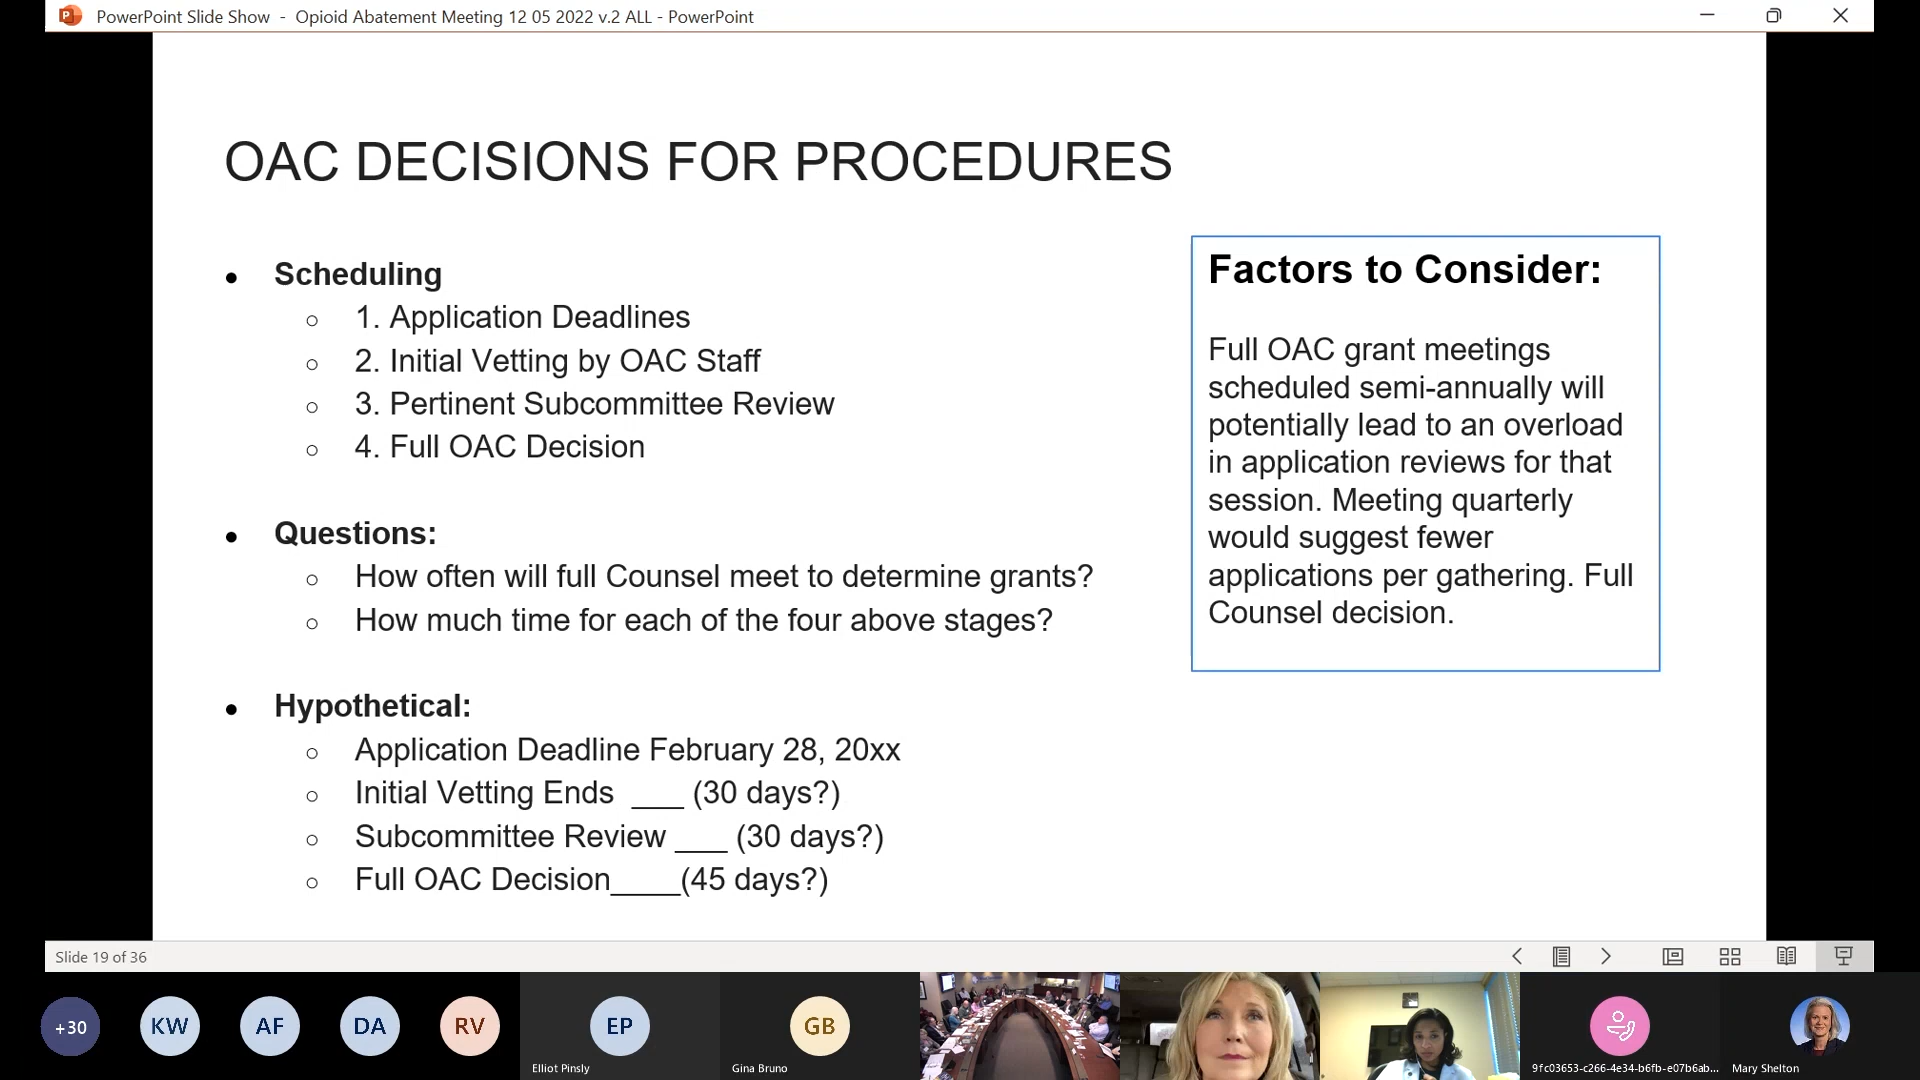 PowerPoint Slide Show - Opioid Abatement Meeting 12 05 2022 v.2 ALL - PowerPoint
OAC DECISIONS FOR PROCEDURES
Scheduling
1. Application Deadlines
2. Initial Vetting by OAC Staff
3. Pertinent Subcommittee Review
4. Full OAC Decision
Questions:
How often will full Counsel meet to determine grants?
How much time for each of the four above stages?
Hypothetical:
Application Deadline February 28, 20xx
Initial Vetting Ends ___ (30 days?)
Subcommittee Review ___ (30 days?)
Full OAC Decision____(45 days?)
Factors to Consider:
Full OAC grant meetings
scheduled semi-annually will
potentially lead to an overload
in application reviews for that
session. Meeting quarterly
would suggest fewer
applications per gathering. Full
Counsel decision.
Slide 19 of 36
+30
KW
AF
DA
RV
EP
Elliot Pinsly
GB
Gina Bruno
9fc03653-c266-4e34-b6fb-e07b6ab...
Mary Shelton